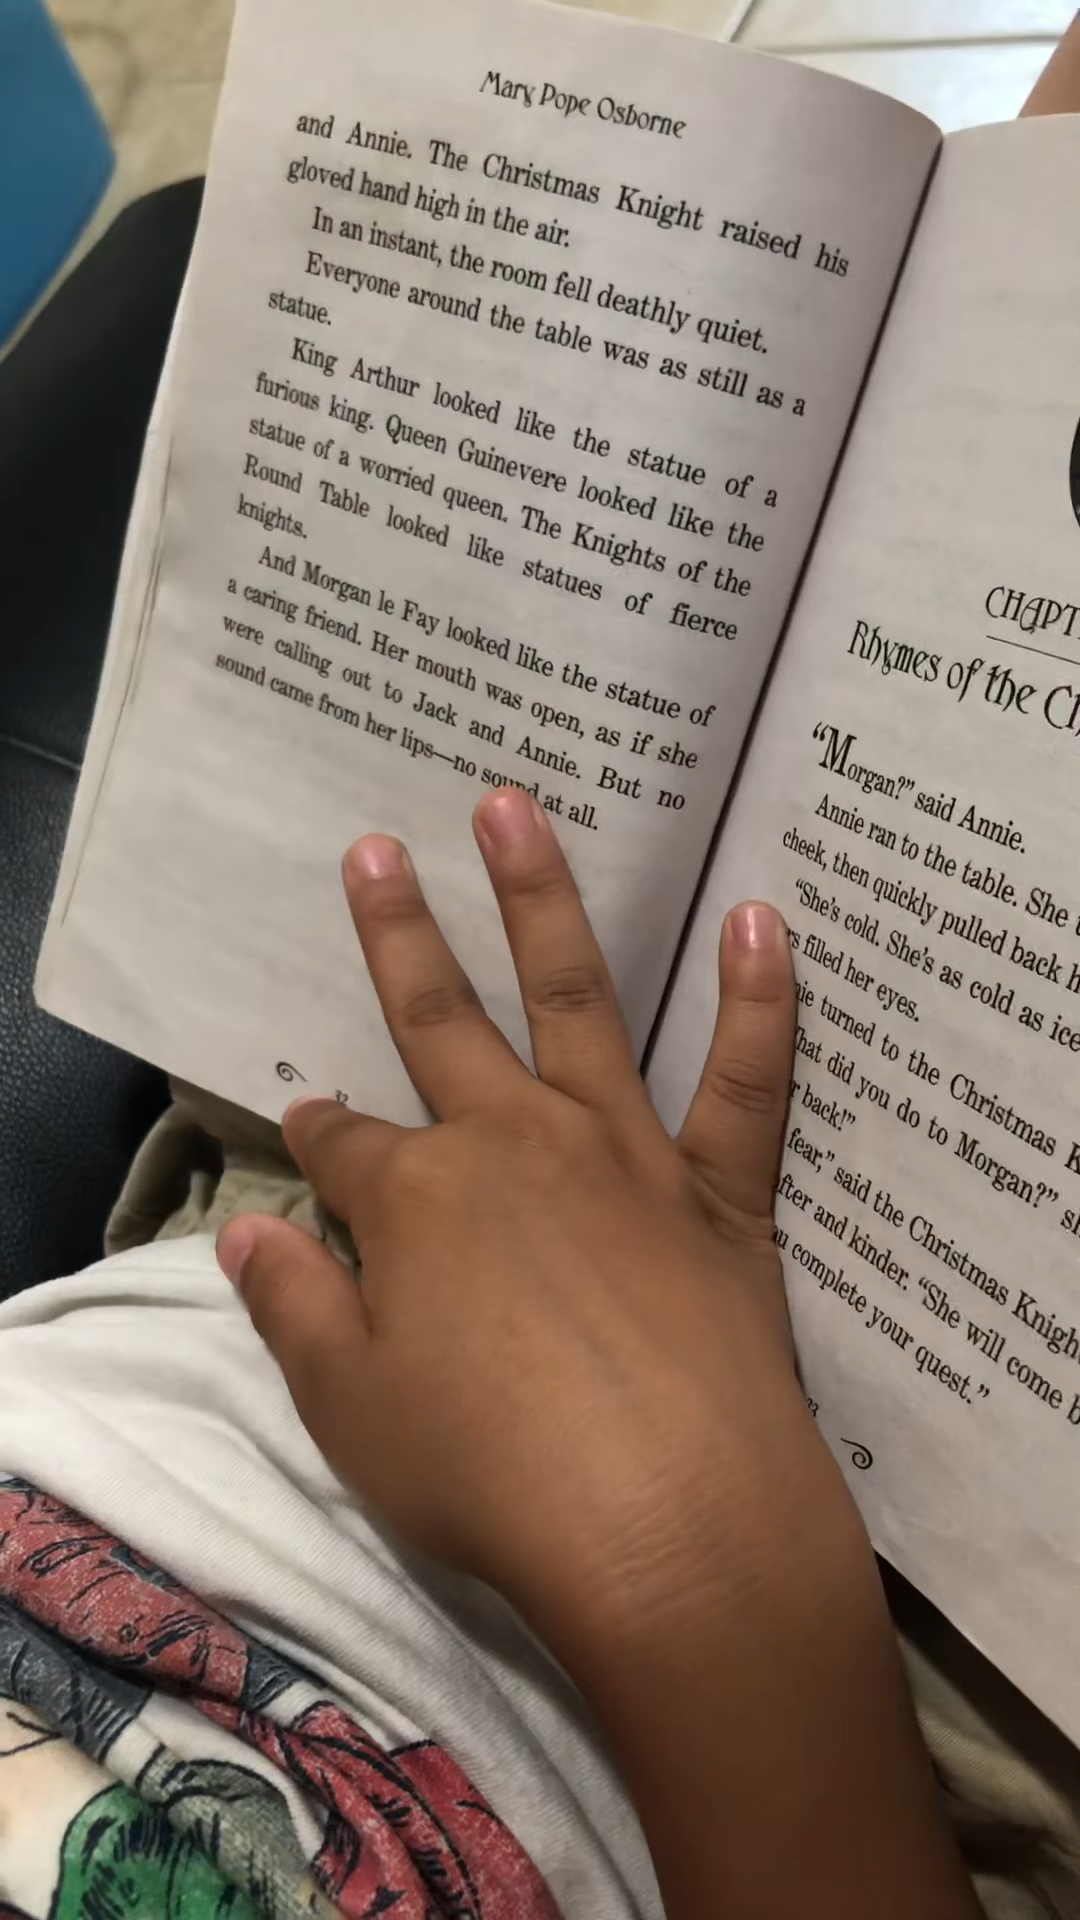 Mary Pope Osborne
and Annie. The Christmas Knight raised his
gloved hand high in the air.
In an instant, the room fell deathly quiet.
Everyone around the table was as still as a
statue.
King Arthur looked like the statue of a
furious king. Queen Guinevere looked like the
statue of a worried queen. The Knights of the
Round Table looked like statues of fierce
knights.
And Morgan le Fay looked like the statue of
a caring friend. Her mouth was open, as if she
were calling out to Jack and Annie. But no
sound came from her lips—no sound at all.
32
Rhymes of the
“Morgan?” said Annie.
Annie ran to the table. She
cheek, then quickly pulled back
“She’s cold. She’s as cold as ice
filled her eyes.
turned to the Christmas
did you do to Morgan?”
back!”
fear,” said the Christmas Knight
and kinder. “She will come
complete your quest.”